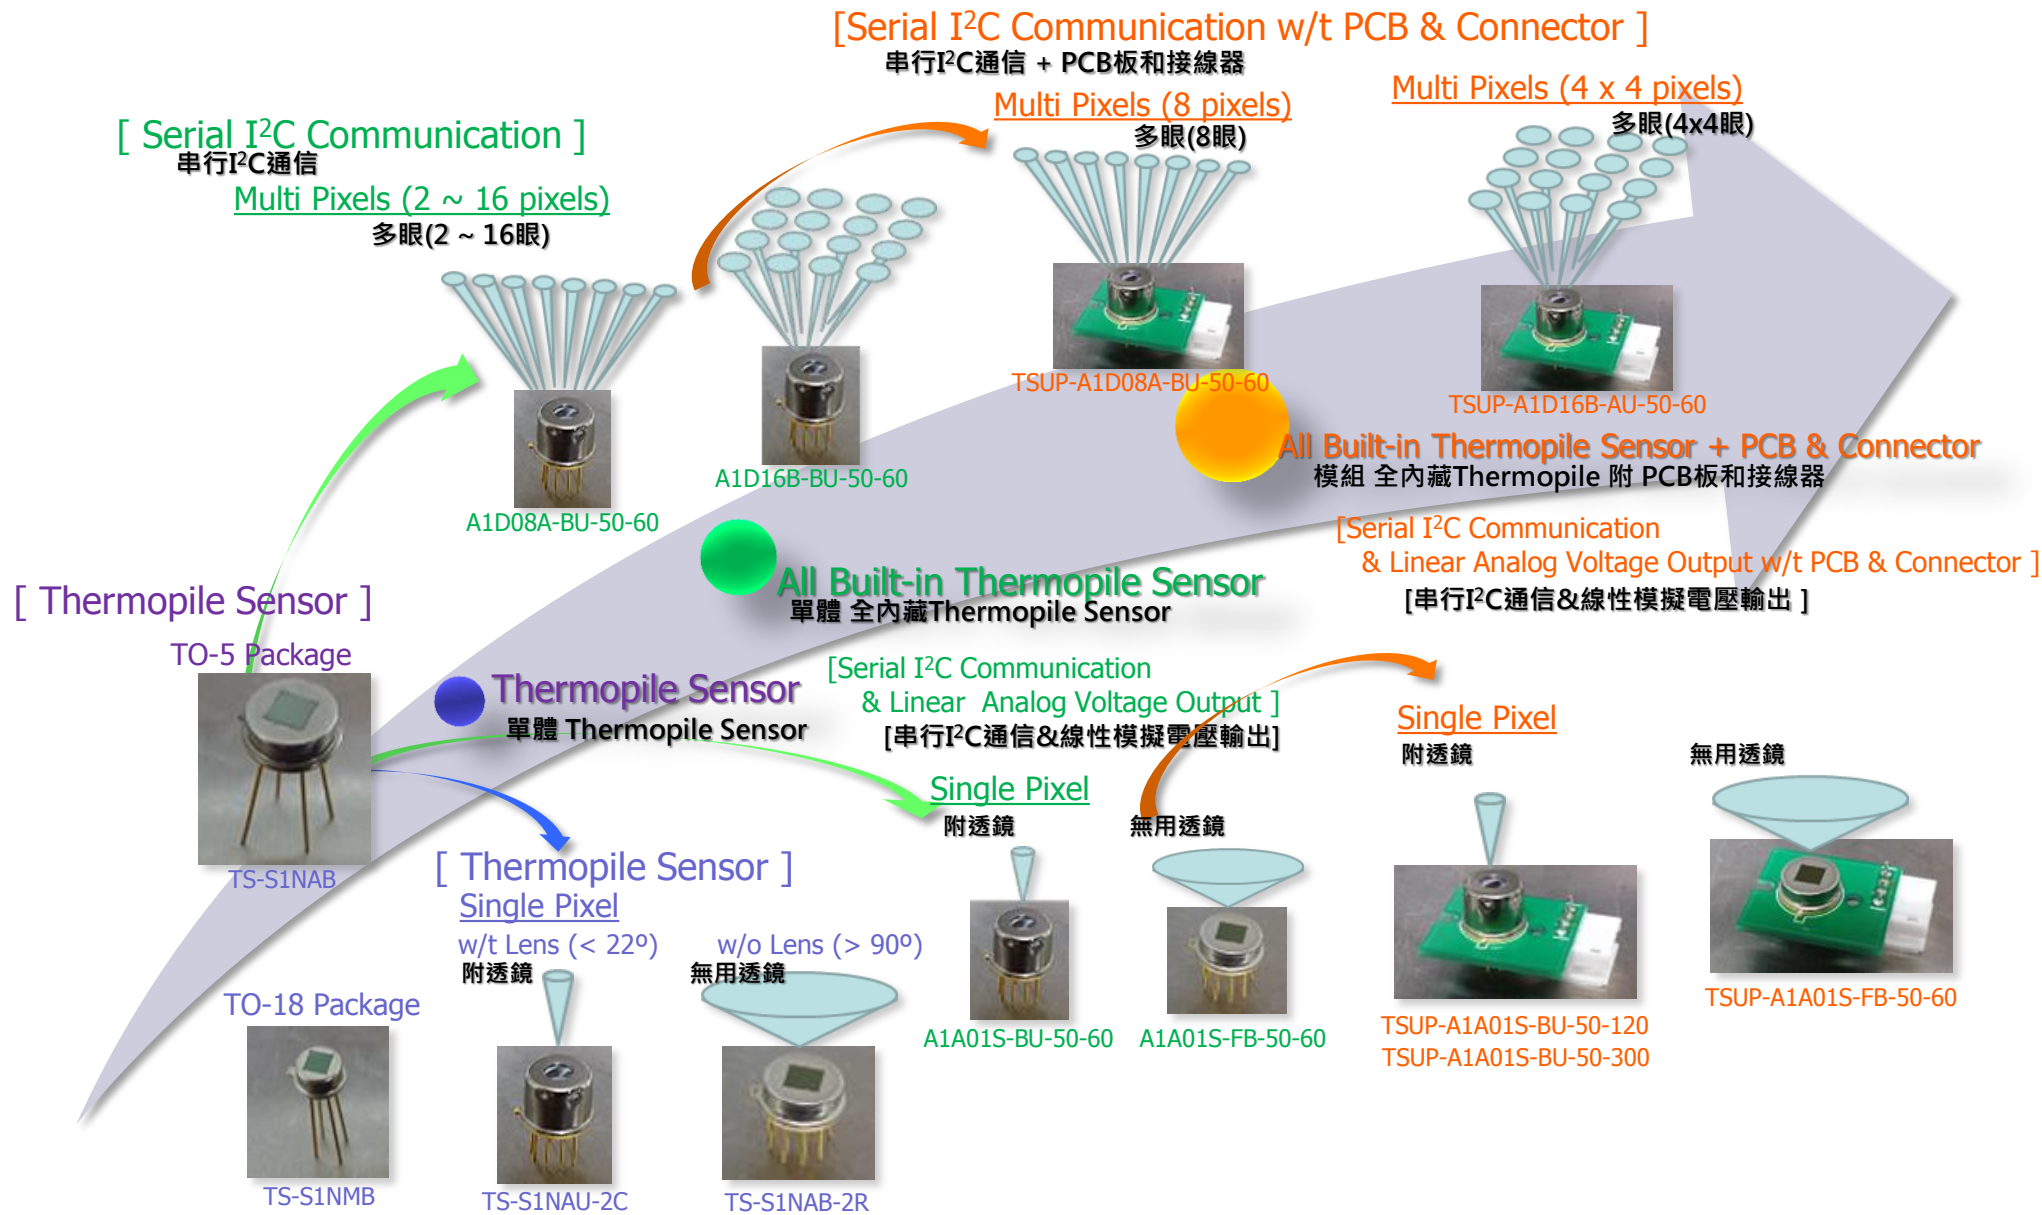 [Serial I²C Communication w/t PCB & Connector ]
串行I²C通信 + PCB板和接線器
Multi Pixels (8 pixels)
多眼(8眼)
Multi Pixels (4 x 4 pixels)
多眼(4x4眼)
[ Serial I²C Communication ]
串行I²C通信
Multi Pixels (2 ~ 16 pixels)
多眼(2 ~ 16眼)
TSUP-A1D08A-BU-50-60
TSUP-A1D16B-AU-50-60
A1D16B-BU-50-60
A1D08A-BU-50-60
All Built-in Thermopile Sensor + PCB & Connector
模組 全內藏Thermopile 附 PCB板和接線器
[Serial I²C Communication
& Linear Analog Voltage Output w/t PCB & Connector ]
[串行I²C通信&線性模擬電壓輸出 ]
All Built-in Thermopile Sensor
單體 全內藏Thermopile Sensor
[ Thermopile Sensor ]
TO-5 Package
TS-S1NAB
Thermopile Sensor
單體 Thermopile Sensor
[Serial I²C Communication
& Linear Analog Voltage Output ]
[串行I²C通信&線性模擬電壓輸出]
Single Pixel
附透鏡
無用透鏡
A1A01S-BU-50-60
A1A01S-FB-50-60
Single Pixel
附透鏡
無用透鏡
TSUP-A1A01S-BU-50-120
TSUP-A1A01S-BU-50-300
TSUP-A1A01S-FB-50-60
[ Thermopile Sensor ]
Single Pixel
w/t Lens (< 22º)
附透鏡
w/o Lens (> 90º)
無用透鏡
TO-18 Package
TS-S1NMB
TS-S1NAU-2C
TS-S1NAB-2R